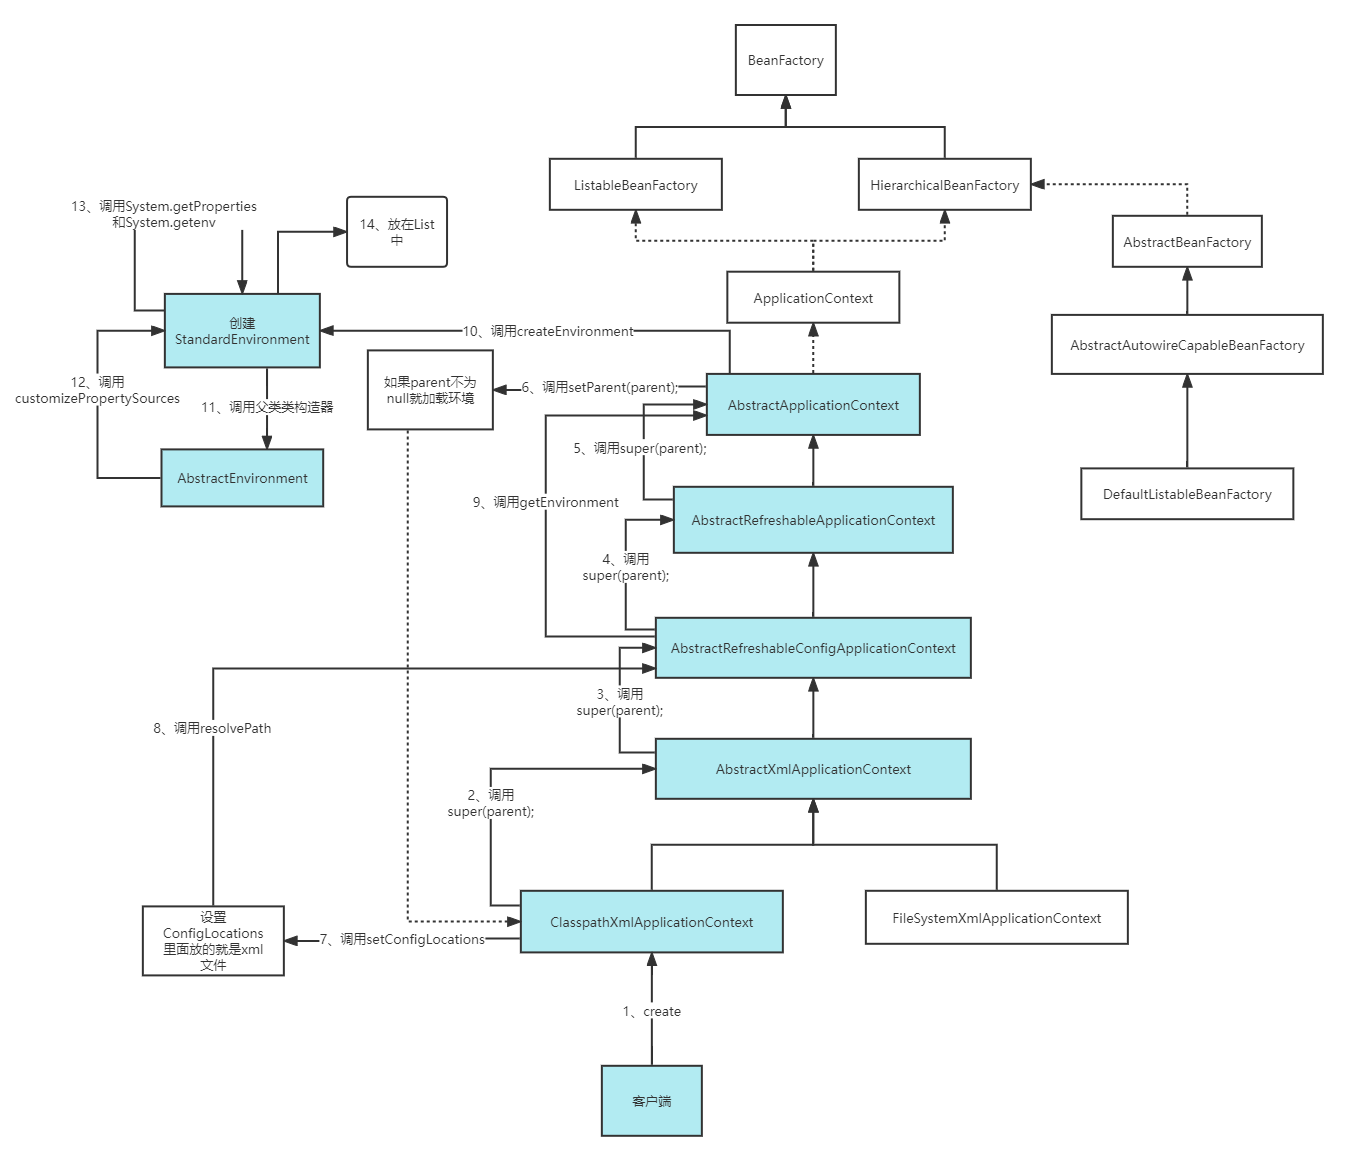 BeanFactory
ListableBeanFactory
HierarchicalBeanFactory
13、调用System.getProperties
和System.getenv
14、放在List
中
AbstractBeanFactory
ApplicationContext
创建
StandardEnvironment
10、调用createEnvironment
AbstractAutowireCapableBeanFactory
如果parent不为
null就加载环境
6、调用setParent(parent);
12、调用
customizePropertySources
11、调用父类类构造器
AbstractApplicationContext
5、调用super(parent);
AbstractEnvironment
9、调用getEnvironment
DefaultListableBeanFactory
AbstractRefreshableApplicationContext
4、调用
super(parent);
AbstractRefreshableConfigApplicationContext
3、调用
super(parent);
8、调用resolvePath
AbstractXmlApplicationContext
2、调用
super(parent);
设置
ConfigLocations
里面放的就是xml
文件
7、调用setConfigLocations
ClasspathXmlApplicationContext
FileSystemXmlApplicationContext
1、create
客户端